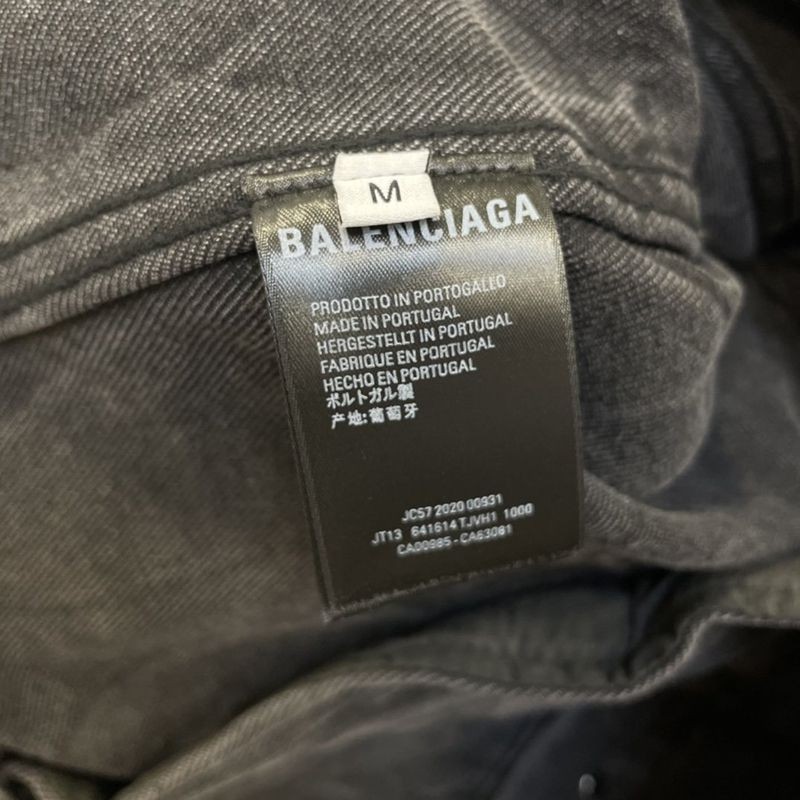 M
BALENCIAGA
PRODOTTO IN PORTOGALLO
MADE IN PORTUGAL
HERGESTELLT IN PORTUGAL
FABRIQUE EN PORTUGAL
HECHO EN PORTUGAL
ポルトガル製
产地:葡萄牙
JC57 2020 00931
JT13 641614 TJVH1 1000
CA00985 - CA63081